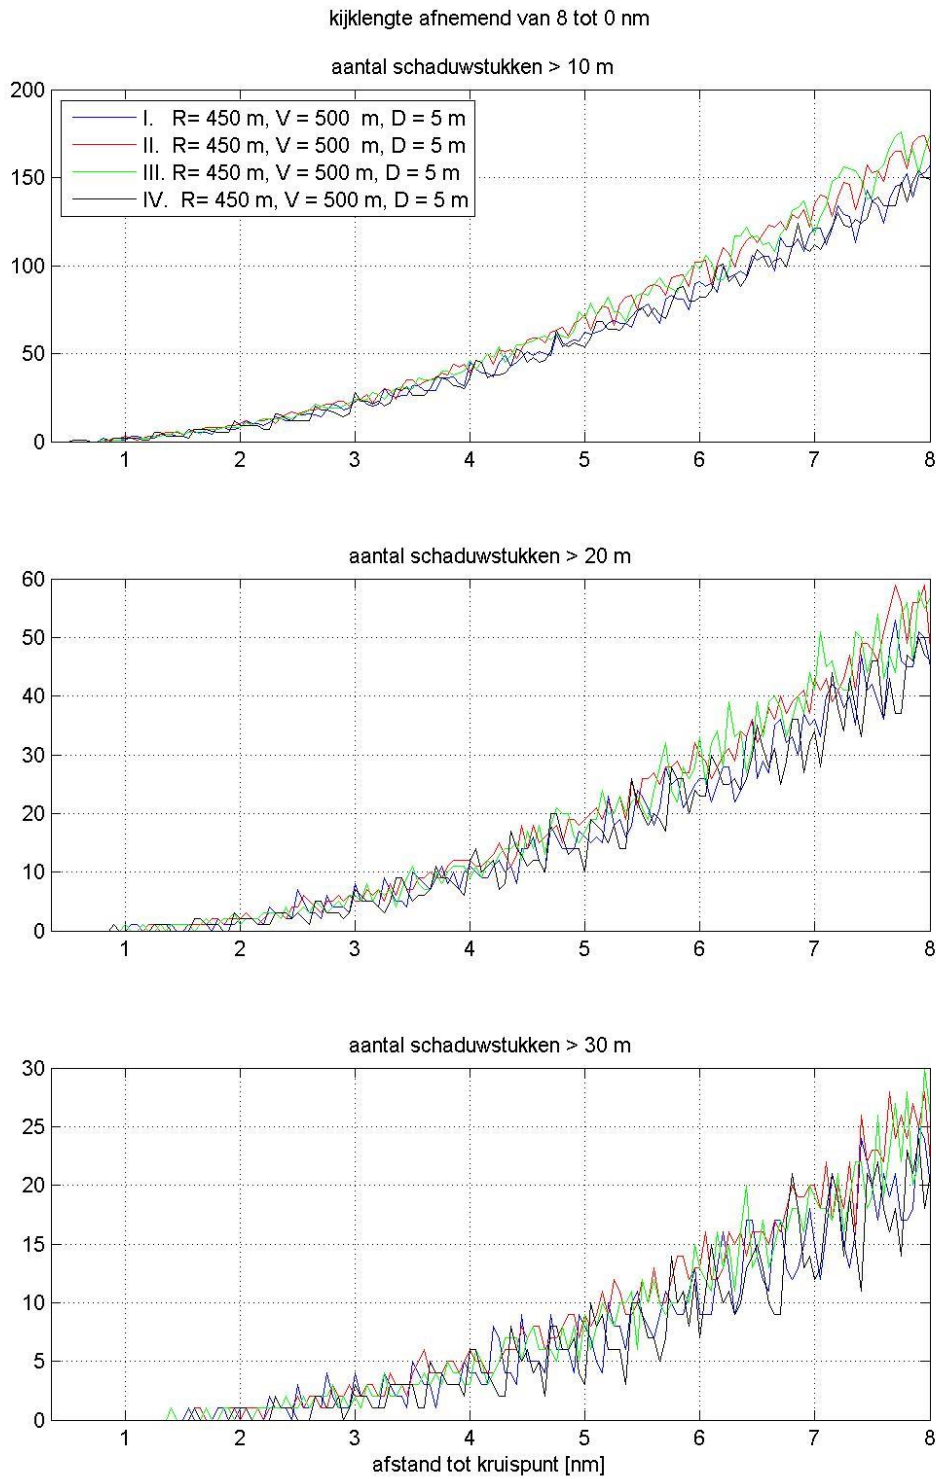 kijklengte afnemend van 8 tot 0 nm
aantal schaduwstukken > 10 m
200
150
100
50
0
I. R= 450 m, V = 500 m, D = 5 m
II. R= 450 m, V = 500 m, D = 5 m
III. R= 450 m, V = 500 m, D = 5 m
IV. R= 450 m, V = 500 m, D = 5 m
1 2 3 4 5 6 7 8
aantal schaduwstukken > 20 m
60
50
40
30
20
10
0
1 2 3 4 5 6 7 8
aantal schaduwstukken > 30 m
30
25
20
15
10
5
0
1 2 3 4 5 6 7 8
afstand tot kruispunt [nm]